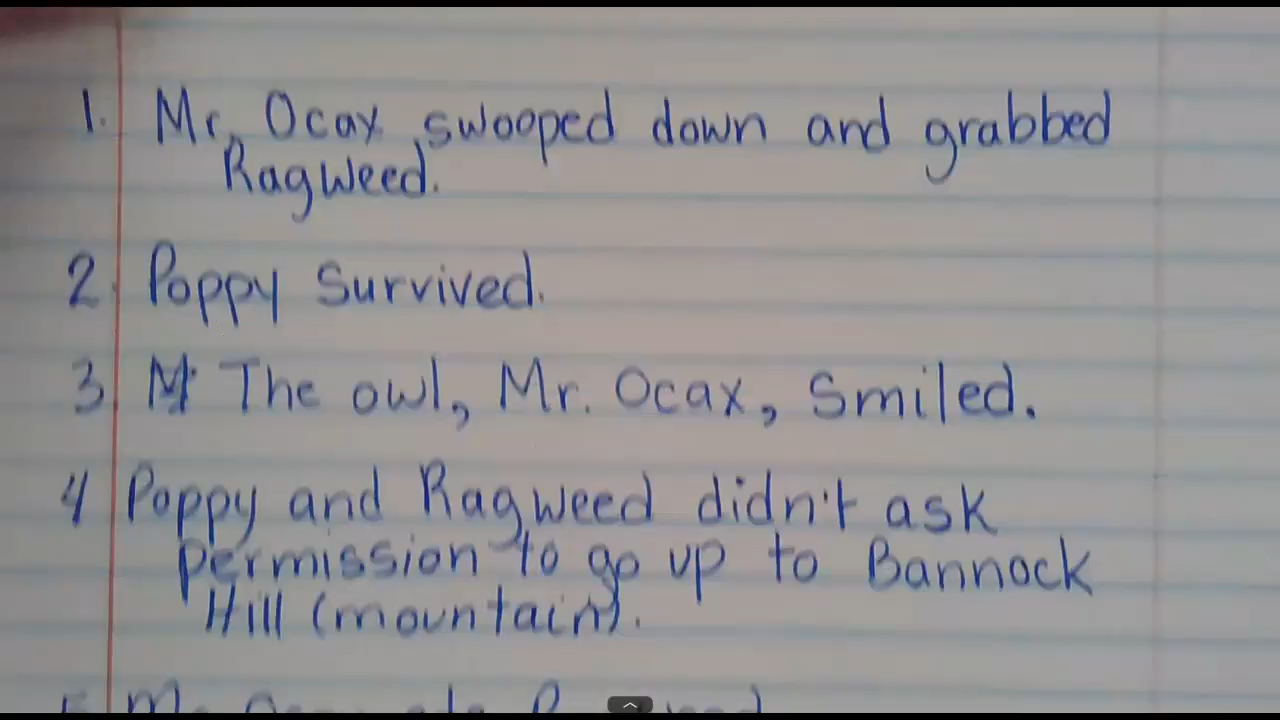 1. Mr. Ocax swooped down and grabbed
Ragweed.
2. Poppy Survived.
3. The owl, Mr. Ocax, Smiled.
4 Poppy and Ragweed didn't ask
permission to go up to Bannock
Hill (mountain).